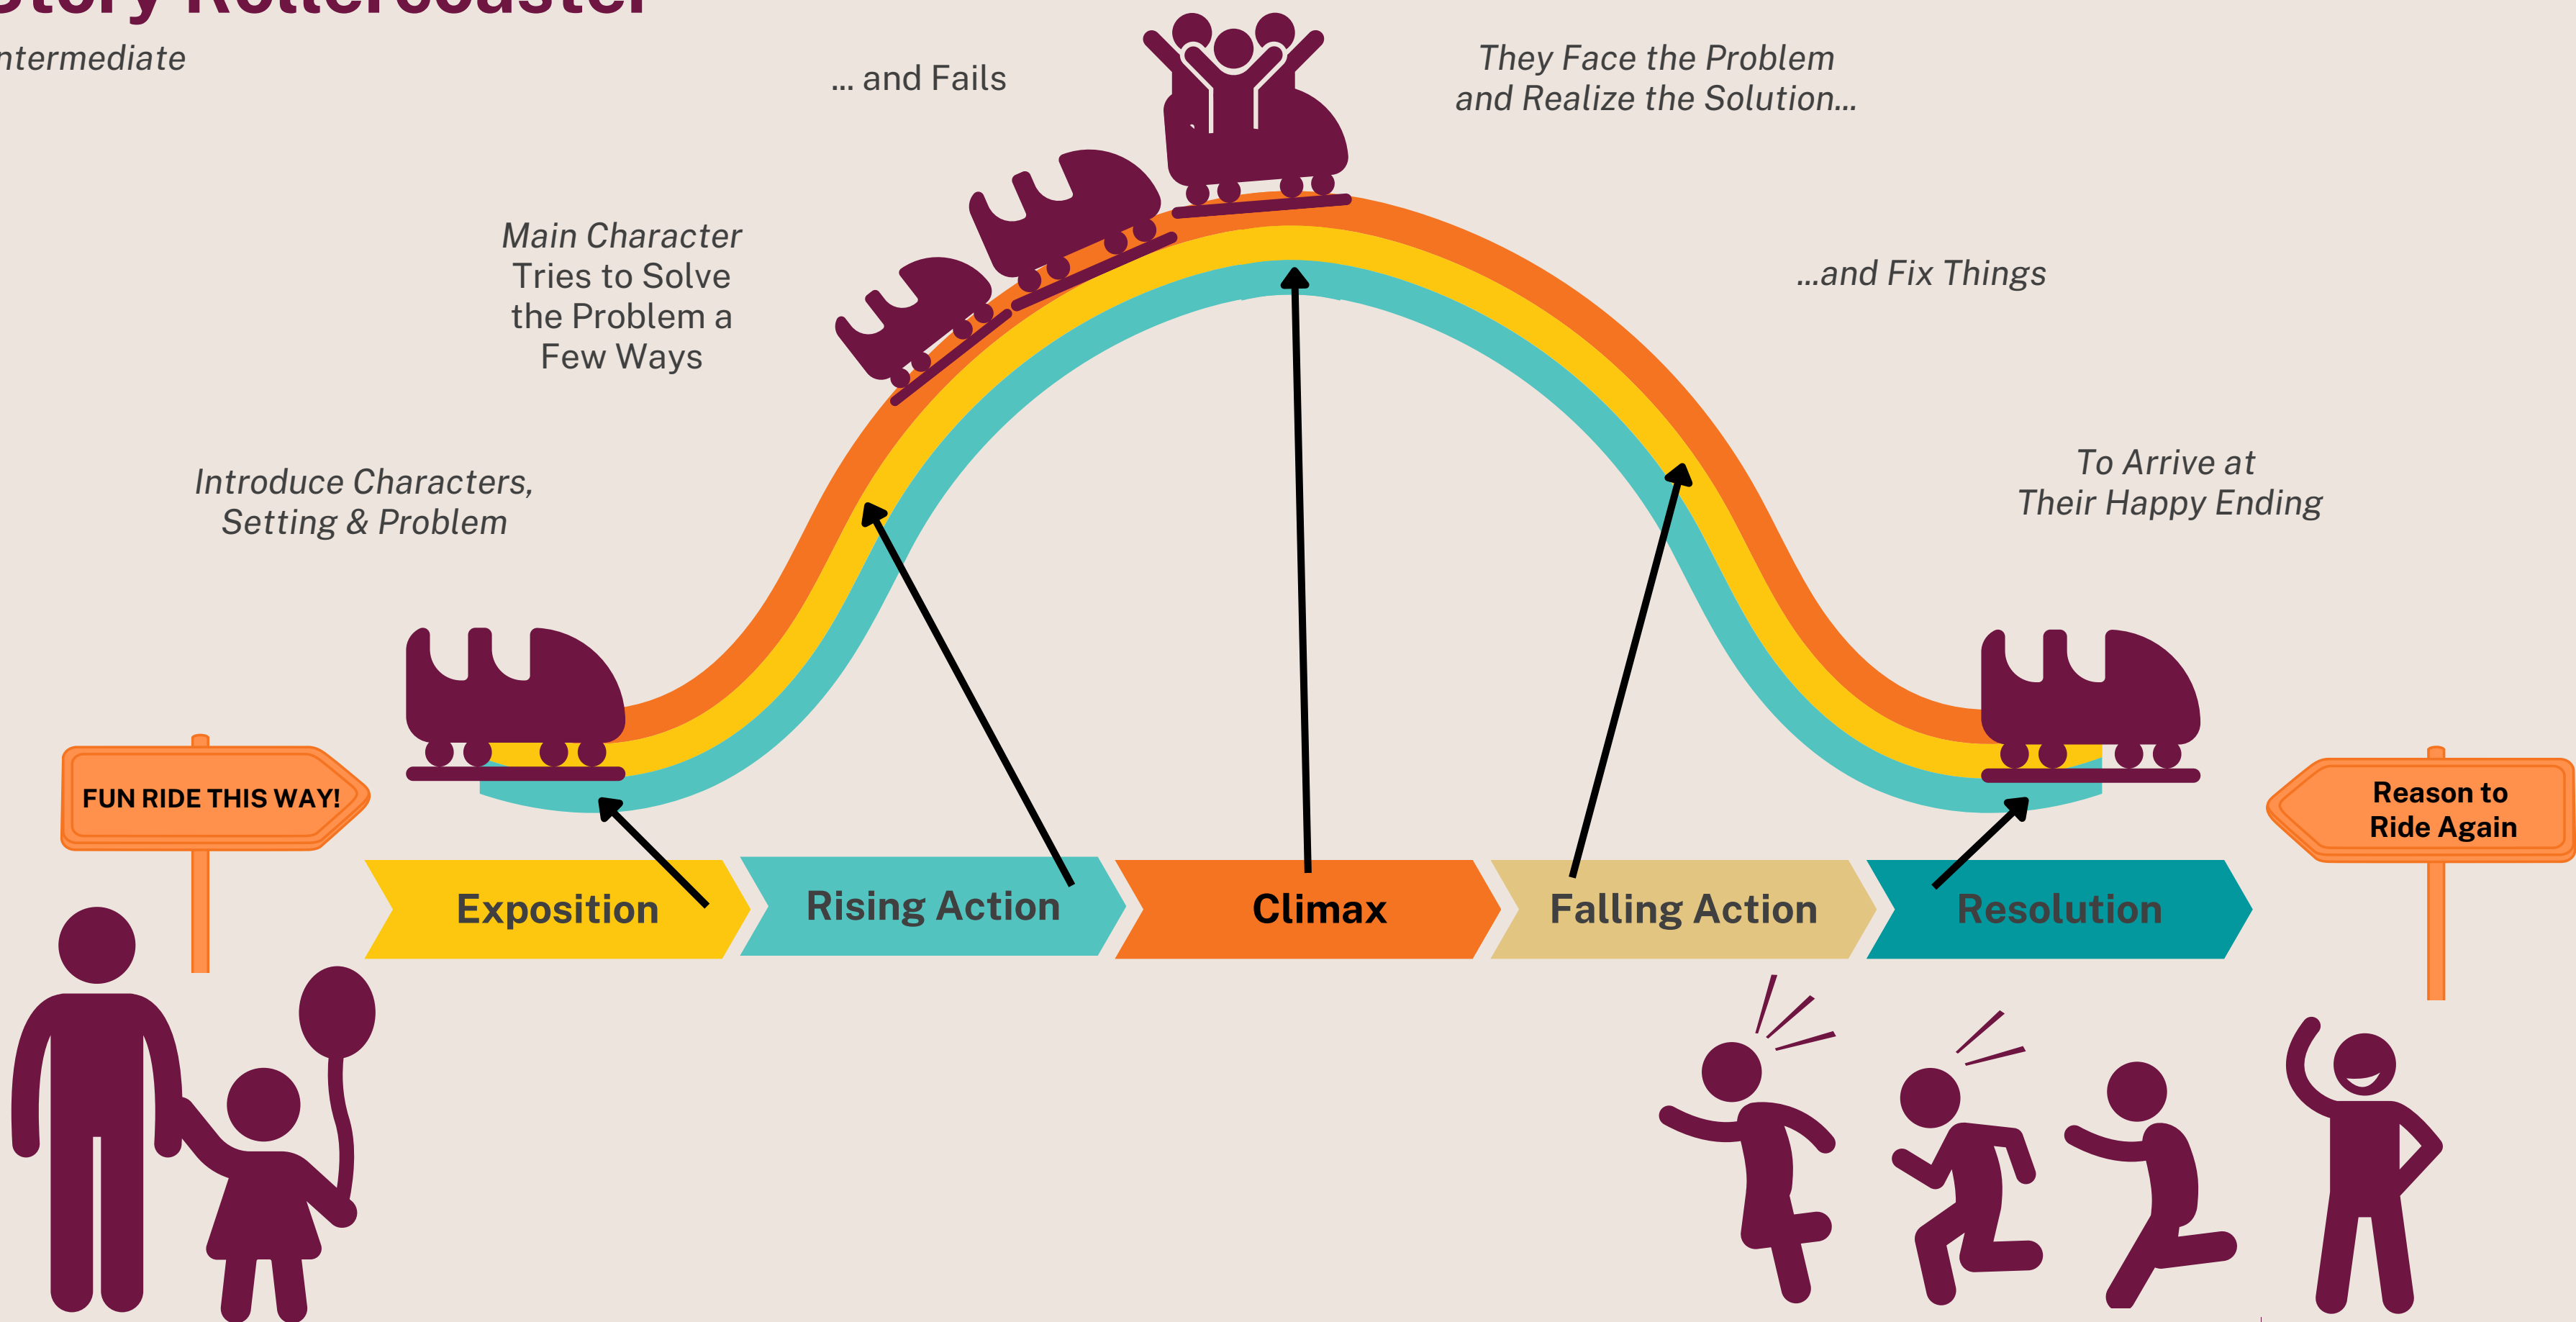 Story Rollercoaster
ntermediate
... and Fails
They Face the Problem
and Realize the Solution...
Main Character
Tries to Solve
the Problem a
Few Ways
...and Fix Things
Introduce Characters,
Setting & Problem
To Arrive at
Their Happy Ending
FUN RIDE THIS WAY!
Reason to
Ride Again
Exposition
Rising Action
Climax
Falling Action
Resolution